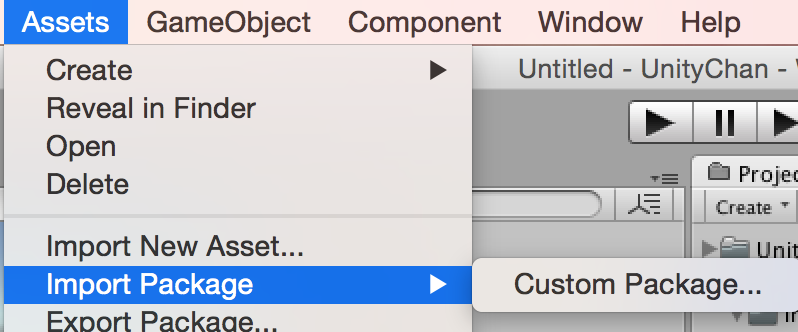 Assets GameObject Component Window Help
Create
Untitled - UnityChan -
Reveal in Finder
Open
Delete
Create
Import New Asset...
Import Package
Custom Package...
Export Package...